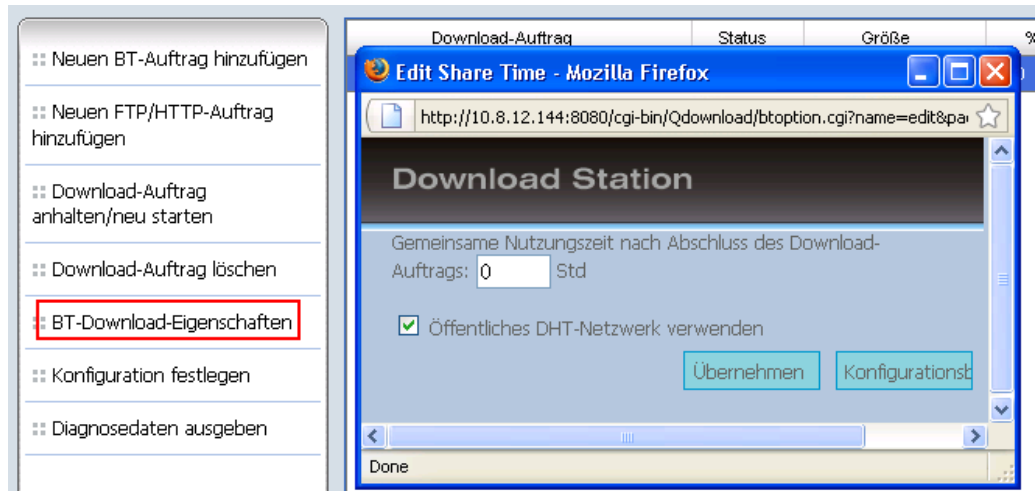 Neuen BT-Auftrag hinzufügen
Neuen FTP/HTTP-Auftrag
hinzufügen
Download-Auftrag
anhalten/neu starten
Download-Auftrag löschen
BT-Download-Eigenschaften
Konfiguration festlegen
Diagnosedaten ausgeben
Download-Auftrag Status Größe %
Edit Share Time - Mozilla Firefox
http://10.8.12.144:8080/cgi-bin/Qdownload/btoption.cgi?name=edit&pa
Download Station
Gemeinsame Nutzungszeit nach Abschluss des Download-
Auftrags: 0 Std
Öffentliches DHT-Netzwerk verwenden
Übernehmen Konfigurationsb
Done